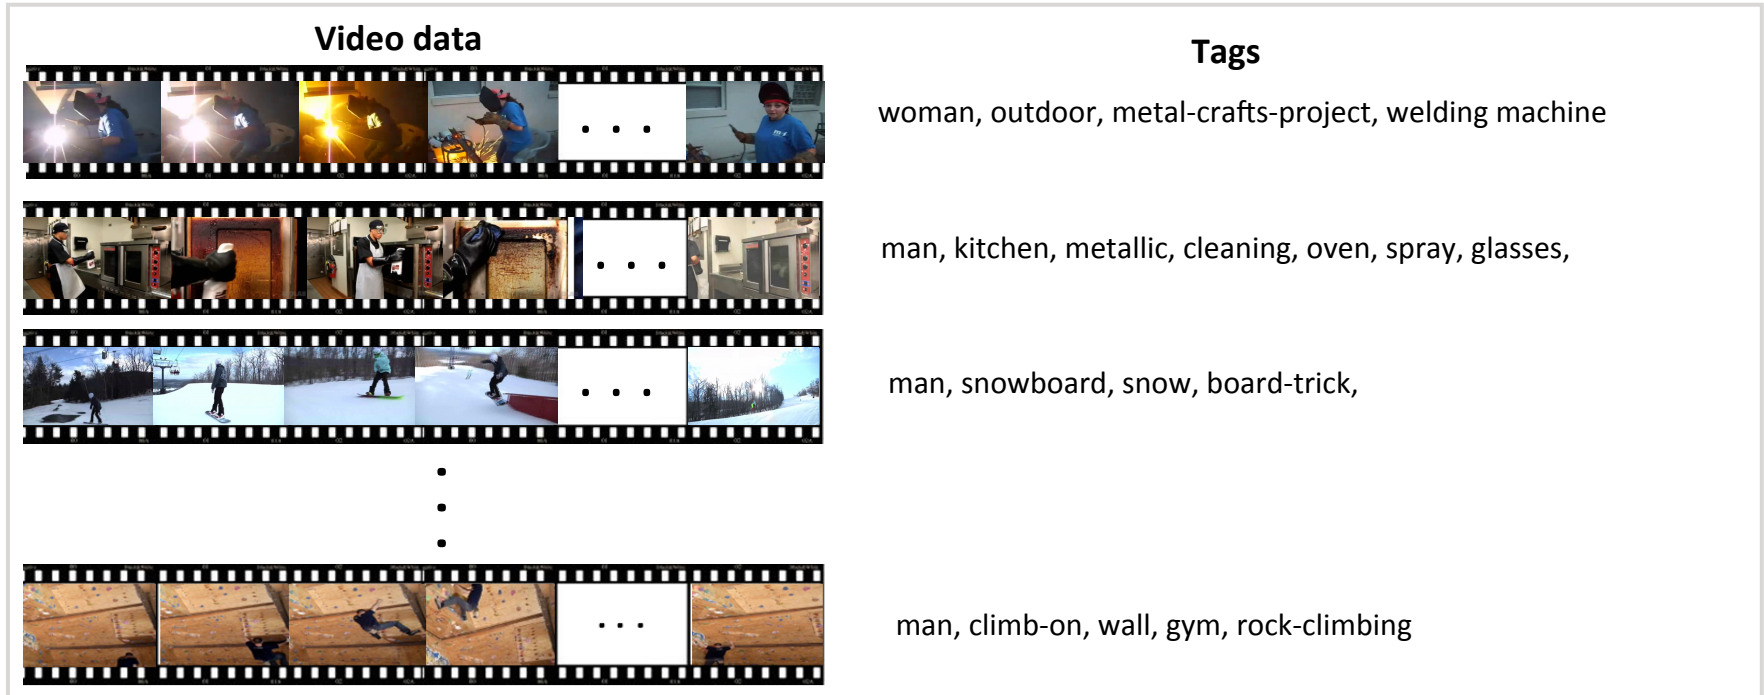 Video data
Tags
woman, outdoor, metal-crafts-project, welding machine
man, kitchen, metallic, cleaning, oven, spray, glasses,
man, snowboard, snow, board-trick,
man, climb-on, wall, gym, rock-climbing